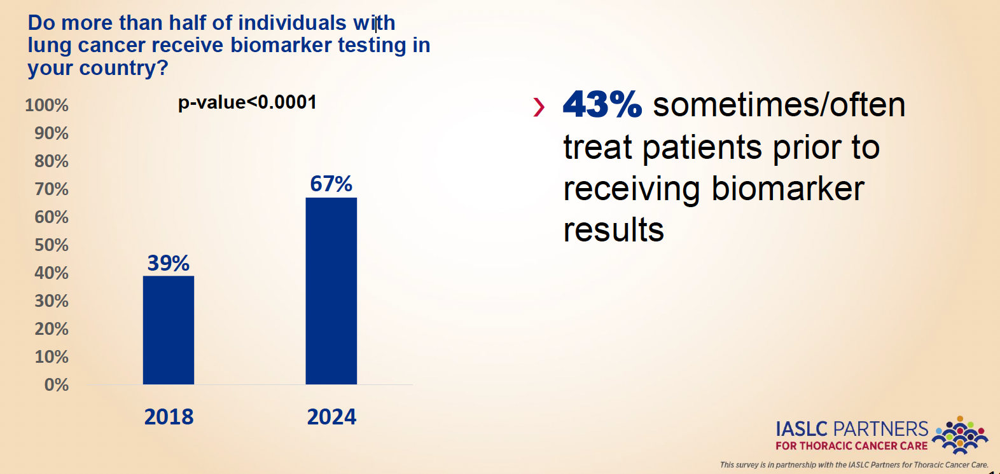 Do more than half of individuals with
lung cancer receive biomarker testing in
your country?
p-value<0.0001
100%
90%
80%
70%
60%
50%
40%
30%
20%
10%
0%
39%
67%
2018
2024
› 43% sometimes/often
treat patients prior to
receiving biomarker
results
IASLC PARTNERS
FOR THORACIC CANCER CARE
This survey is in partnership with the IASLC Partners for Thoracic Cancer Care.